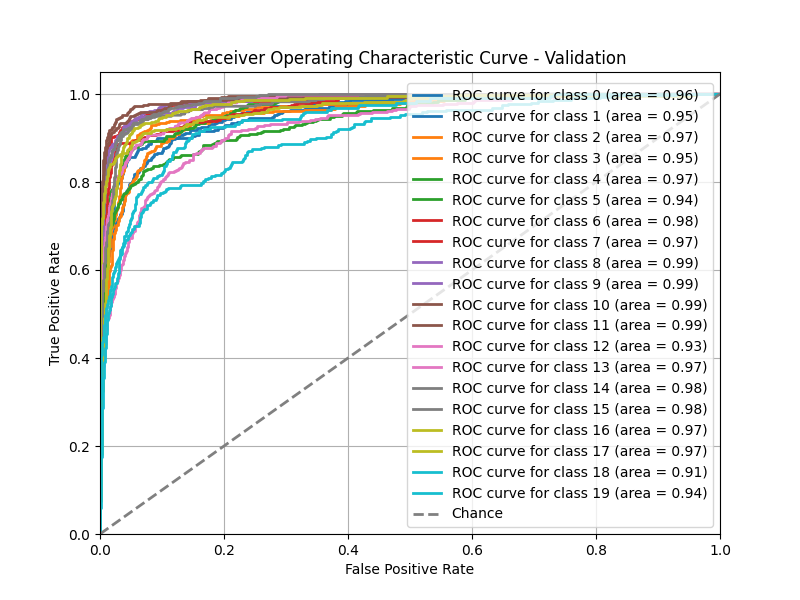 Receiver Operating Characteristic Curve - Validation
True Positive Rate
1.0
0.8
0.6
0.4
0.2
0.0
ROC curve for class 0 (area = 0.96)
ROC curve for class 1 (area = 0.95)
ROC curve for class 2 (area = 0.97)
ROC curve for class 3 (area = 0.95)
ROC curve for class 4 (area = 0.97)
ROC curve for class 5 (area = 0.94)
ROC curve for class 6 (area = 0.98)
ROC curve for class 7 (area = 0.97)
ROC curve for class 8 (area = 0.99)
ROC curve for class 9 (area = 0.99)
ROC curve for class 10 (area = 0.99)
ROC curve for class 11 (area = 0.99)
ROC curve for class 12 (area = 0.93)
ROC curve for class 13 (area = 0.97)
ROC curve for class 14 (area = 0.98)
ROC curve for class 15 (area = 0.98)
ROC curve for class 16 (area = 0.97)
ROC curve for class 17 (area = 0.97)
ROC curve for class 18 (area = 0.91)
ROC curve for class 19 (area = 0.94)
Chance
0.0 0.2 0.4 0.6 0.8 1.0
False Positive Rate